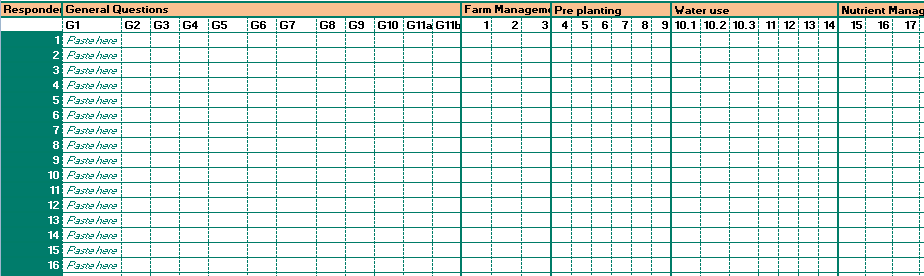 Responder General Questions Farm Manageme Pre planting Water use Nutrient Manag
G1 G2 G3 G4 G5 G6 G7 G8 G9 G10 G11a G11b 1 2 3 4 5 6 7 8 9 10.1 10.2 10.3 11 12 13 14 15 16 17
1 Paste here
2 Paste here
3 Paste here
4 Paste here
5 Paste here
6 Paste here
7 Paste here
8 Paste here
9 Paste here
10 Paste here
11 Paste here
12 Paste here
13 Paste here
14 Paste here
15 Paste here
16 Paste here